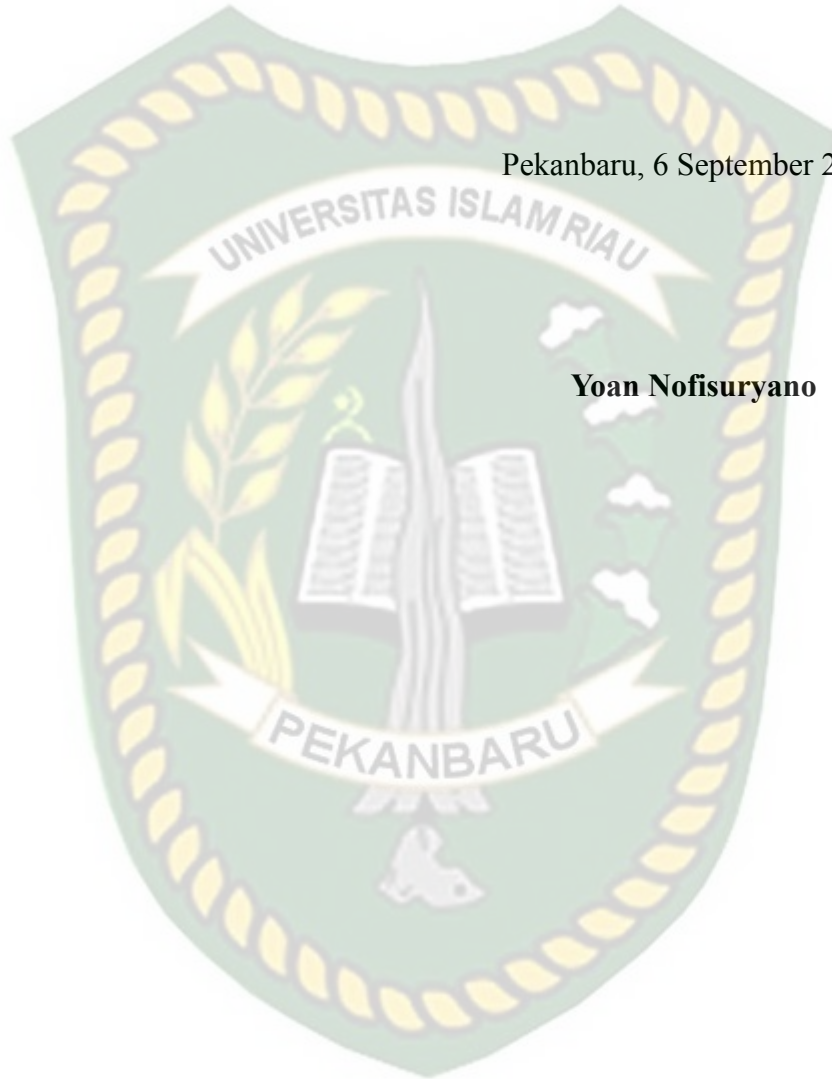 Pekanbaru, 6 September 2
UNIVERSITAS ISLAM RIAU
Yoan Nofisuryano
PEKANBARU